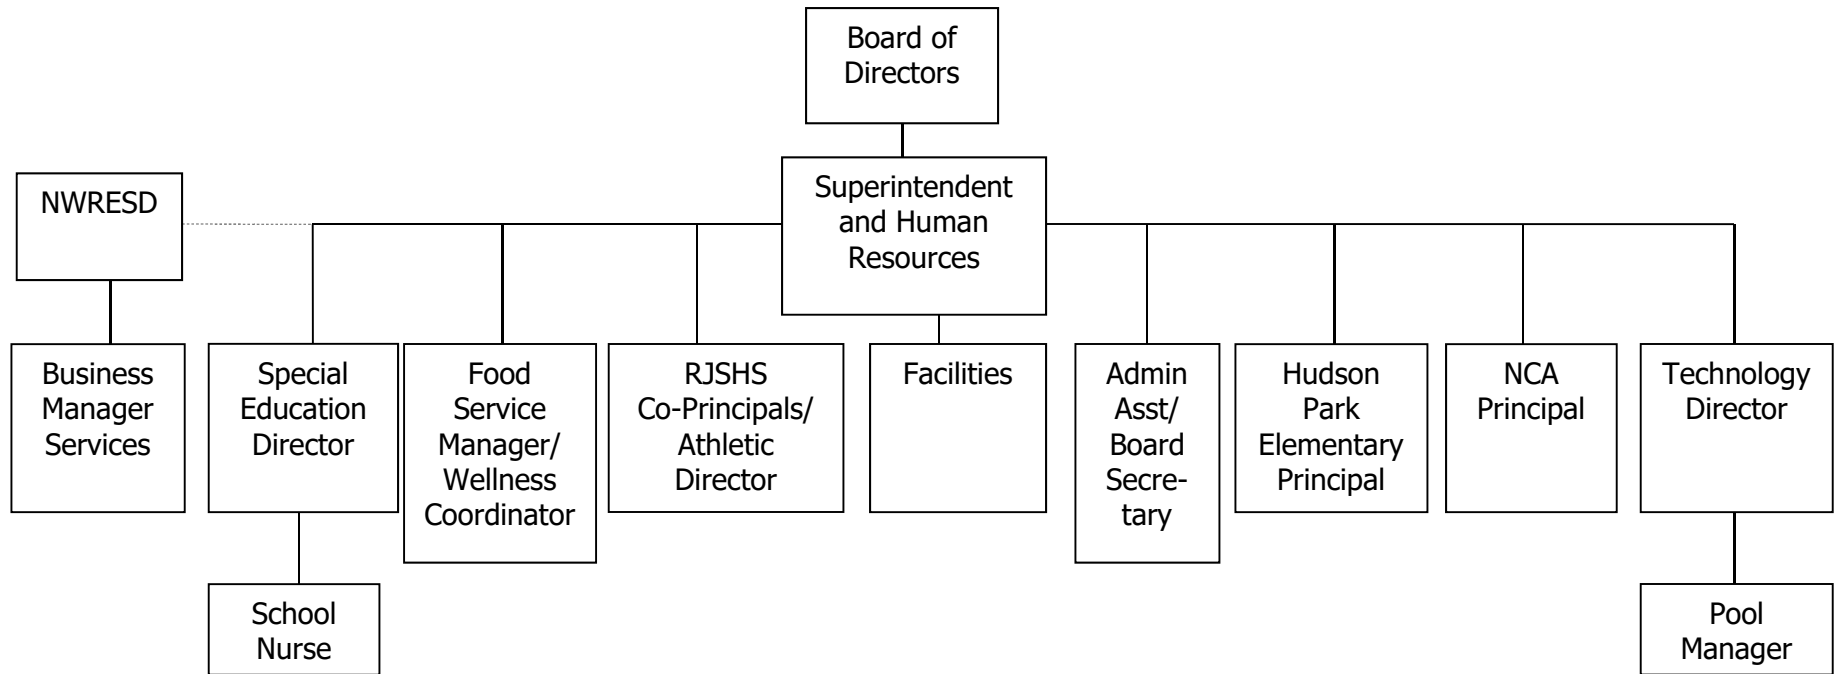 Board of
Directors
Superintendent
and Human
Resources
NWRESD
Business
Manager
Services
Special
Education
Director
Food
Service
Manager/
Wellness
Coordinator
RJSHS
Co-Principals/
Athletic
Director
Facilities
Admin
Asst/
Board
Secre-
tary
Hudson
Park
Elementary
Principal
NCA
Principal
Technology
Director
School
Nurse
Pool
Manager